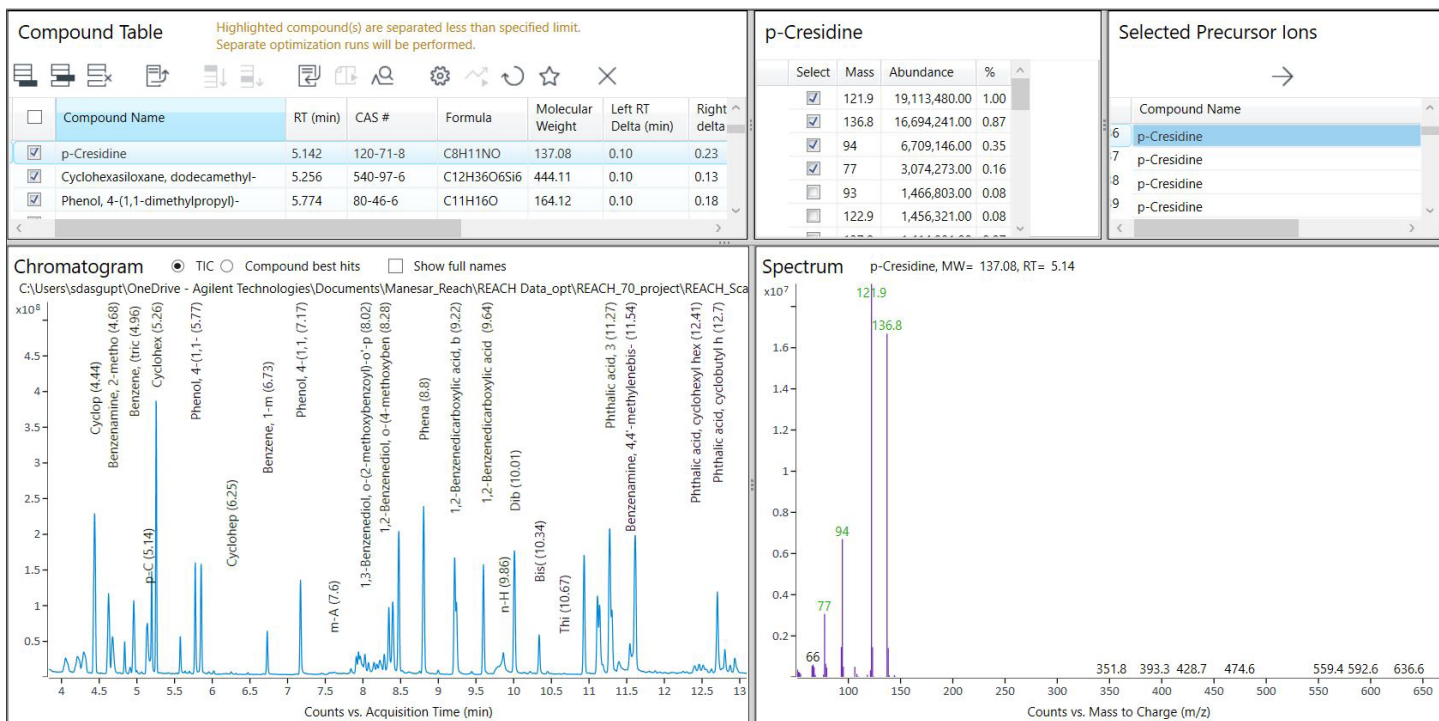 Compound Table
Highlighted compound(s) are separated less than specified limit.
Separate optimization runs will be performed.
Compound Name RT (min) CAS # Formula Molecular Weight Left RT Delta (min) Right delta
p-Cresidine 5.142 120-71-8 C8H11NO 137.08 0.10 0.23
Cyclohexasiloxane, dodecamethyl- 5.256 540-97-6 C12H36O6Si6 444.11 0.10 0.13
Phenol, 4-(1,1-dimethylpropyl)- 5.774 80-46-6 C11H16O 164.12 0.10 0.18
p-Cresidine
Select Mass Abundance %
121.9 19,113,480.00 1.00
136.8 16,694,241.00 0.87
94 6,709,146.00 0.35
77 3,074,273.00 0.16
93 1,466,803.00 0.08
122.9 1,456,321.00 0.08
Selected Precursor Ions
Compound Name
6 p-Cresidine
7 p-Cresidine
8 p-Cresidine
9 p-Cresidine
Chromatogram TIC Compound best hits Show full names
C:\Users\sdasgupt\OneDrive - Agilent Technologies\Documents\Manesar_Reach\REACH Data_opt\REACH_70_project\REACH_Sca
x10⁸
4.5
4
3.5
3
2.5
2
1.5
1
0.5
Cyclop (4.44)
Benzenamine, 2-metho (4.68)
Benzene, (tric (4.96)
p-C (5.14)
Cyclohex (5.26)
Phenol, 4-(1,1- (5.77)
Cyclohep (6.25)
Benzene, 1-m (6.73)
Phenol, 4-(1,1, (7.17)
m-A (7.6)
1,3-Benzenediol, o-(2-methoxybenzoyl)-o'-p (8.02)
1,2-Benzenediol, o-(4-methoxyben (8.28)
Phena (8.8)
1,2-Benzenedicarboxylic acid, b (9.22)
1,2-Benzenedicarboxylic acid (9.64)
n-H (9.86)
Dib (10.01)
Bis( (10.34)
Thi (10.67)
Phthalic acid, 3 (11.27)
Benzenamine, 4,4'-methylenebis- (11.54)
Phthalic acid, cyclohexyl hex (12.41)
Phthalic acid, cyclobutyl h (12.7)
4 4.5 5 5.5 6 6.5 7 7.5 8 8.5 9 9.5 10 10.5 11 11.5 12 12.5 13
Counts vs. Acquisition Time (min)
Spectrum p-Cresidine, MW= 137.08, RT= 5.14
x10⁷
1.8
1.6
1.4
1.2
1
0.8
0.6
0.4
0.2
121.9
136.8
94
77
66
351.8 393.3 428.7 474.6 559.4 592.6 636.6
100 150 200 250 300 350 400 450 500 550 600 650
Counts vs. Mass to Charge (m/z)